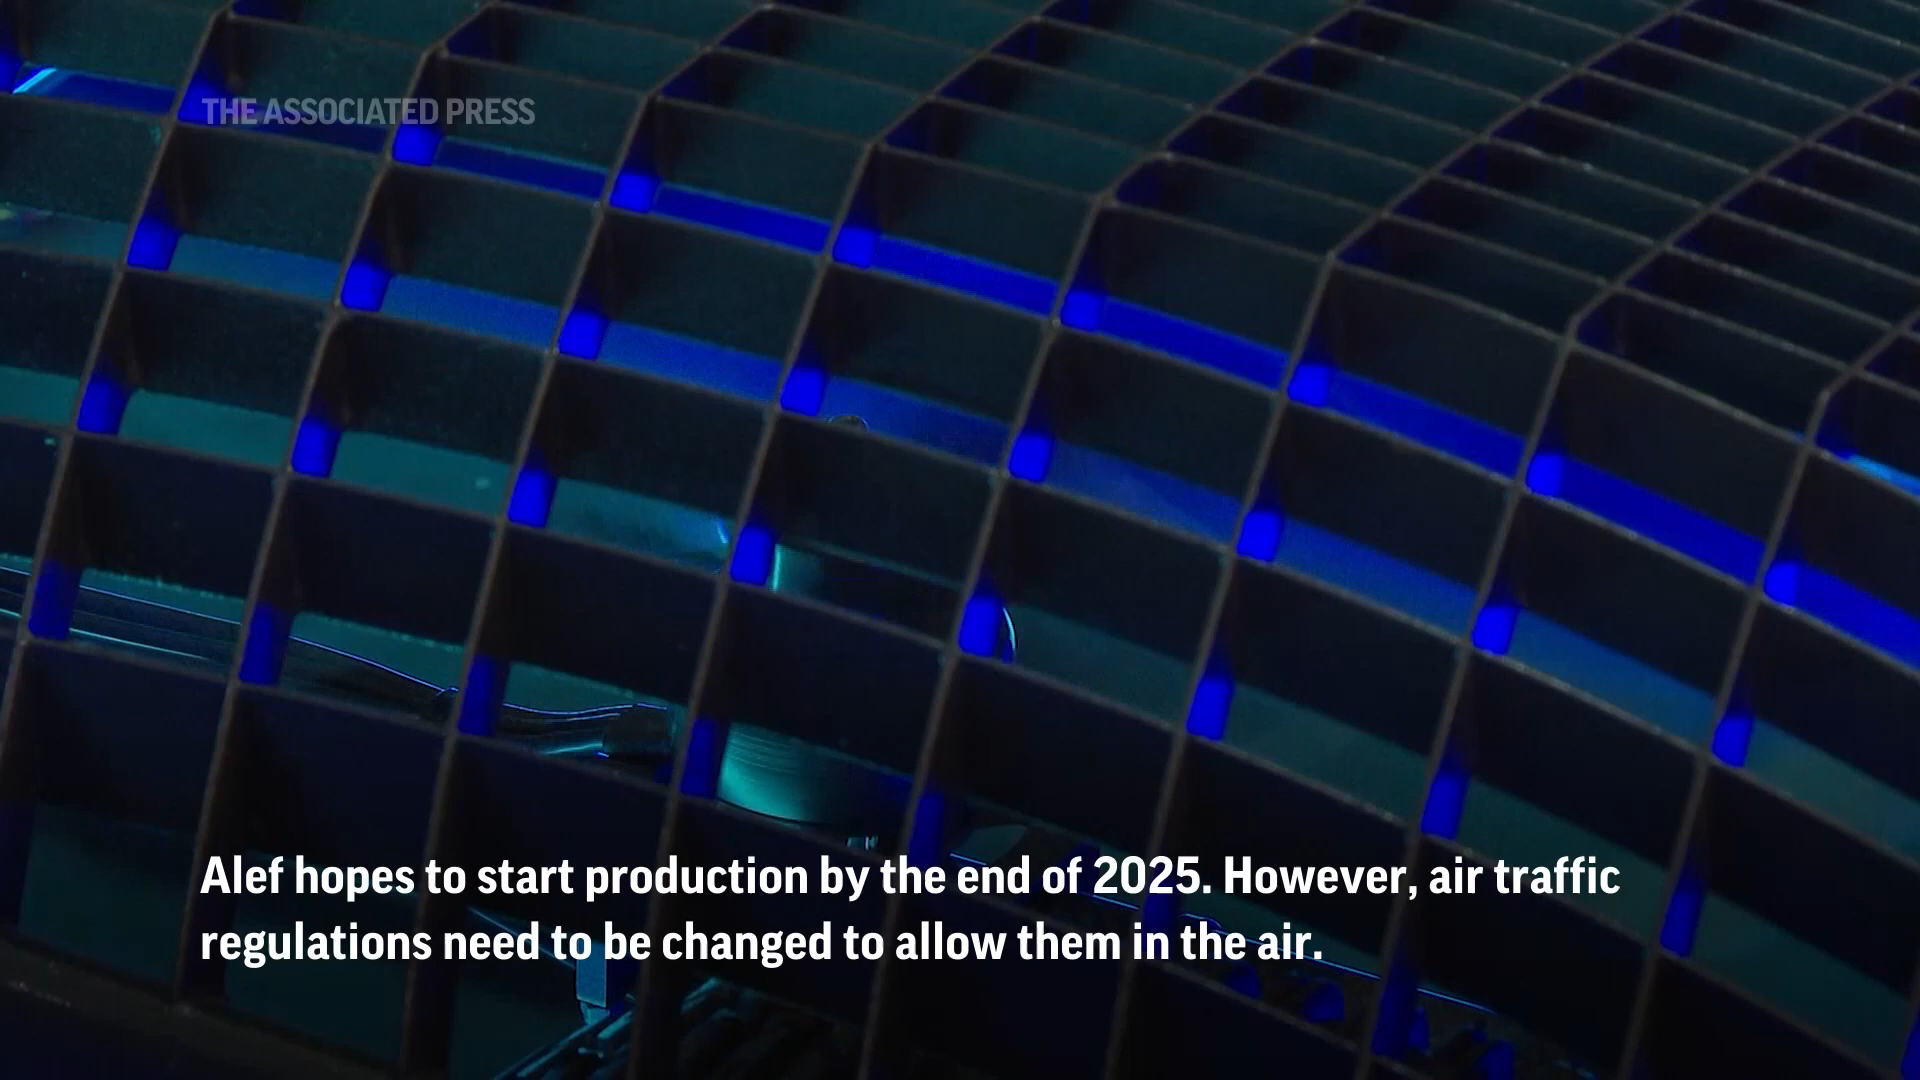 THE ASSOCIATED PRESS
Alef hopes to start production by the end of 2025. However, air traffic
regulations need to be changed to allow them in the air.